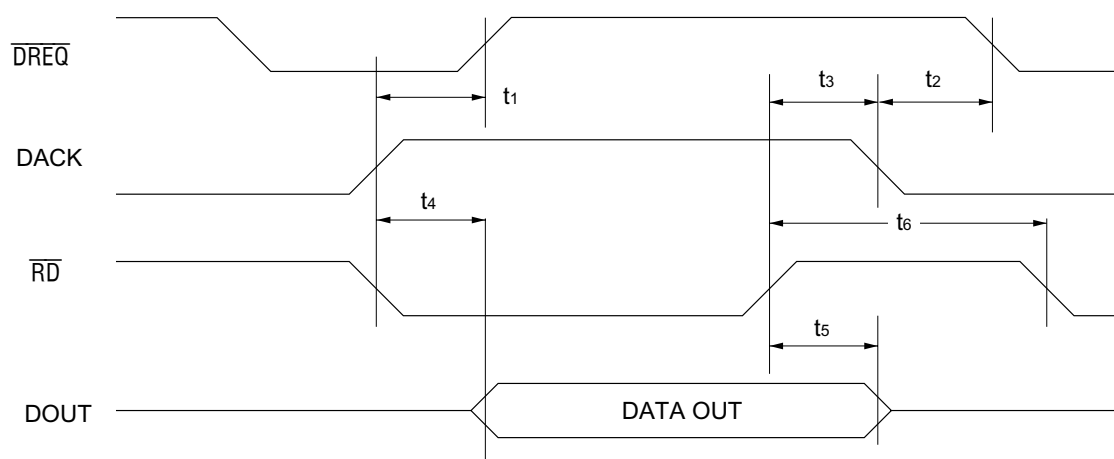 DREQ
t1
t3
t2
DACK
t4
t6
RD
t5
DOUT
DATA OUT